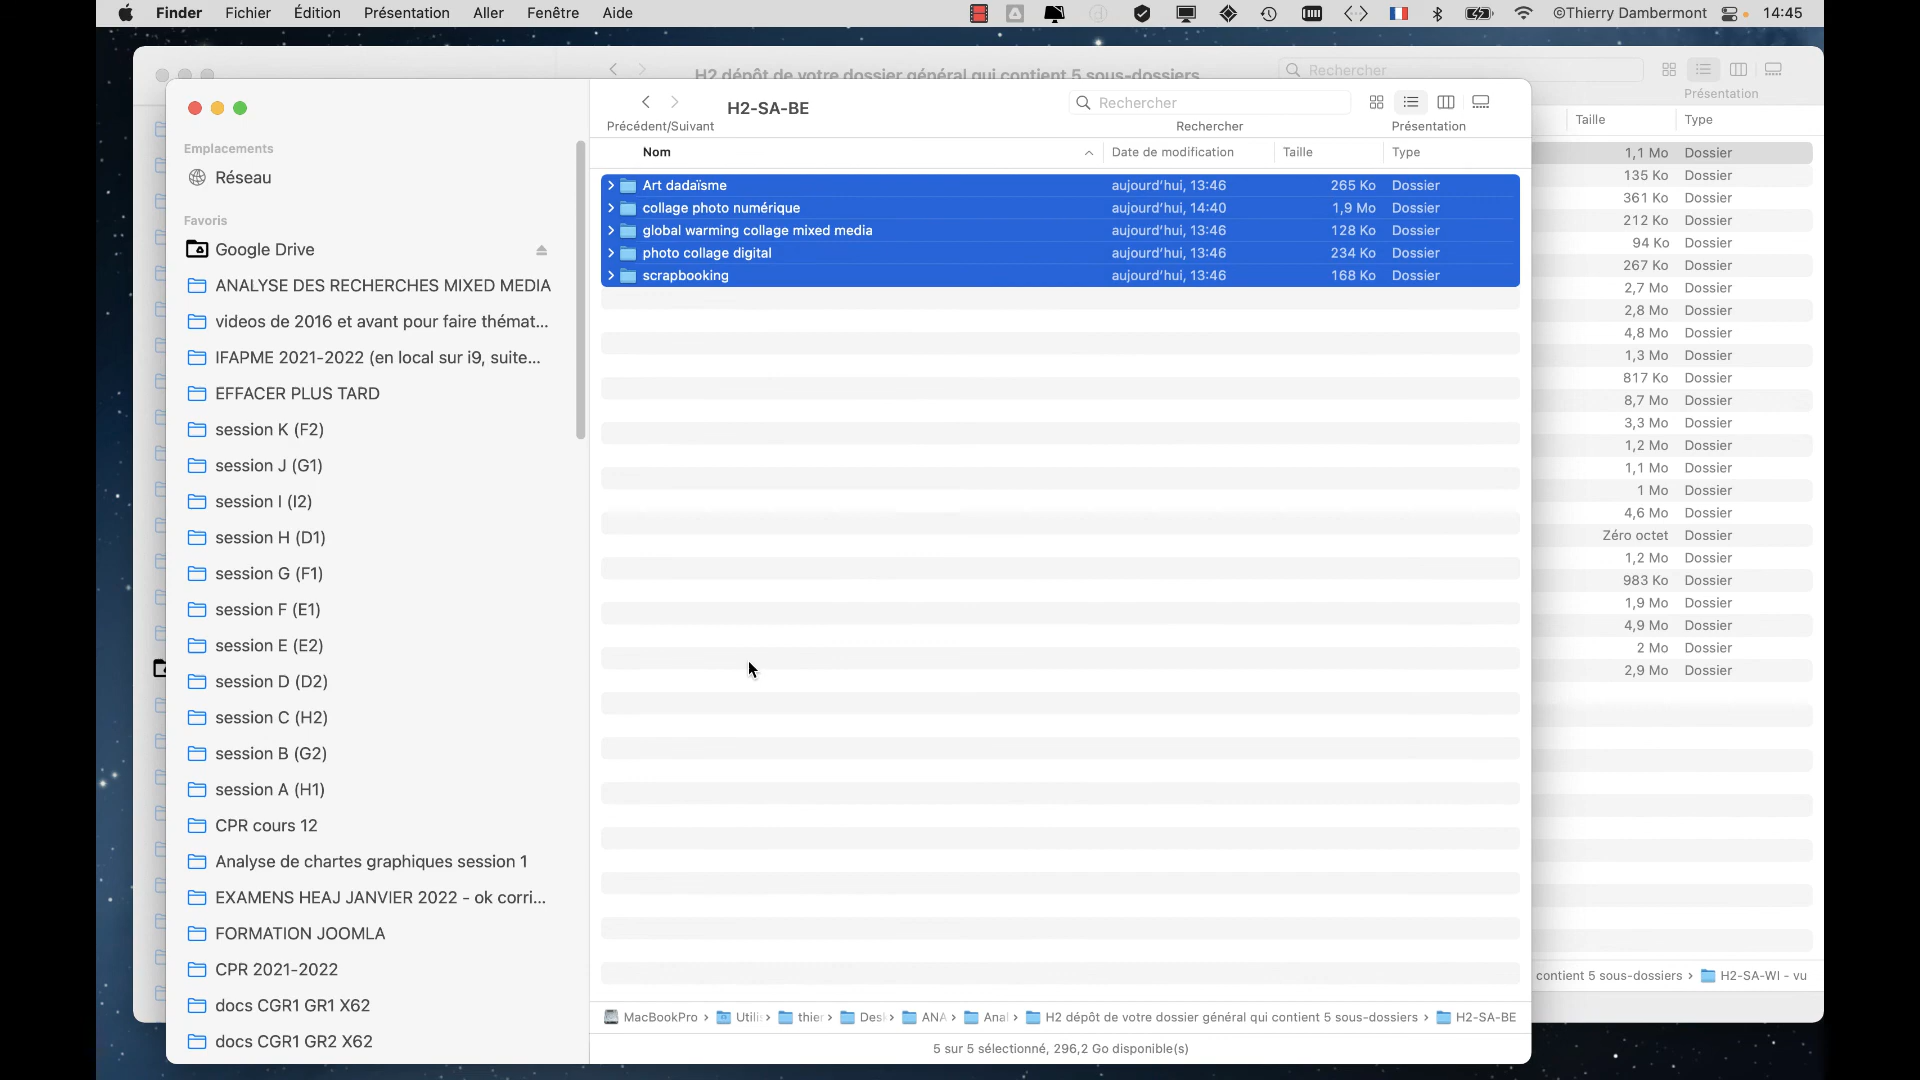 Finder Fichier Édition Présentation Aller Fenêtre Aide ©Thierry Dambermont 14:45
H2 dépôt de votre dossier général qui contient 5 sous-dossiers Rechercher
Présentation
Taille Type
1,1 Mo Dossier
135 Ko Dossier
361 Ko Dossier
212 Ko Dossier
94 Ko Dossier
267 Ko Dossier
2,7 Mo Dossier
2,8 Mo Dossier
4,8 Mo Dossier
1,3 Mo Dossier
817 Ko Dossier
8,7 Mo Dossier
3,3 Mo Dossier
1,2 Mo Dossier
1,1 Mo Dossier
1 Mo Dossier
4,6 Mo Dossier
Zéro octet Dossier
1,2 Mo Dossier
983 Ko Dossier
1,9 Mo Dossier
4,9 Mo Dossier
2 Mo Dossier
2,9 Mo Dossier
contient 5 sous-dossiers › H2-SA-WI - vu
Emplacements
Réseau
Favoris
Google Drive
ANALYSE DES RECHERCHES MIXED MEDIA
videos de 2016 et avant pour faire thémat...
IFAPME 2021-2022 (en local sur i9, suite...
EFFACER PLUS TARD
session K (F2)
session J (G1)
session I (I2)
session H (D1)
session G (F1)
session F (E1)
session E (E2)
session D (D2)
session C (H2)
session B (G2)
session A (H1)
CPR cours 12
Analyse de chartes graphiques session 1
EXAMENS HEAJ JANVIER 2022 - ok corri...
FORMATION JOOMLA
CPR 2021-2022
docs CGR1 GR1 X62
docs CGR1 GR2 X62
H2-SA-BE Rechercher
Précédent/Suivant Rechercher Présentation
Nom Date de modification Taille Type
Art dadaïsme aujourd'hui, 13:46 265 Ko Dossier
collage photo numérique aujourd'hui, 14:40 1,9 Mo Dossier
global warming collage mixed media aujourd'hui, 13:46 128 Ko Dossier
photo collage digital aujourd'hui, 13:46 234 Ko Dossier
scrapbooking aujourd'hui, 13:46 168 Ko Dossier
MacBookPro › Utilis › thier › Desk › ANA › Anal › H2 dépôt de votre dossier général qui contient 5 sous-dossiers › H2-SA-BE
5 sur 5 sélectionné, 296,2 Go disponible(s)